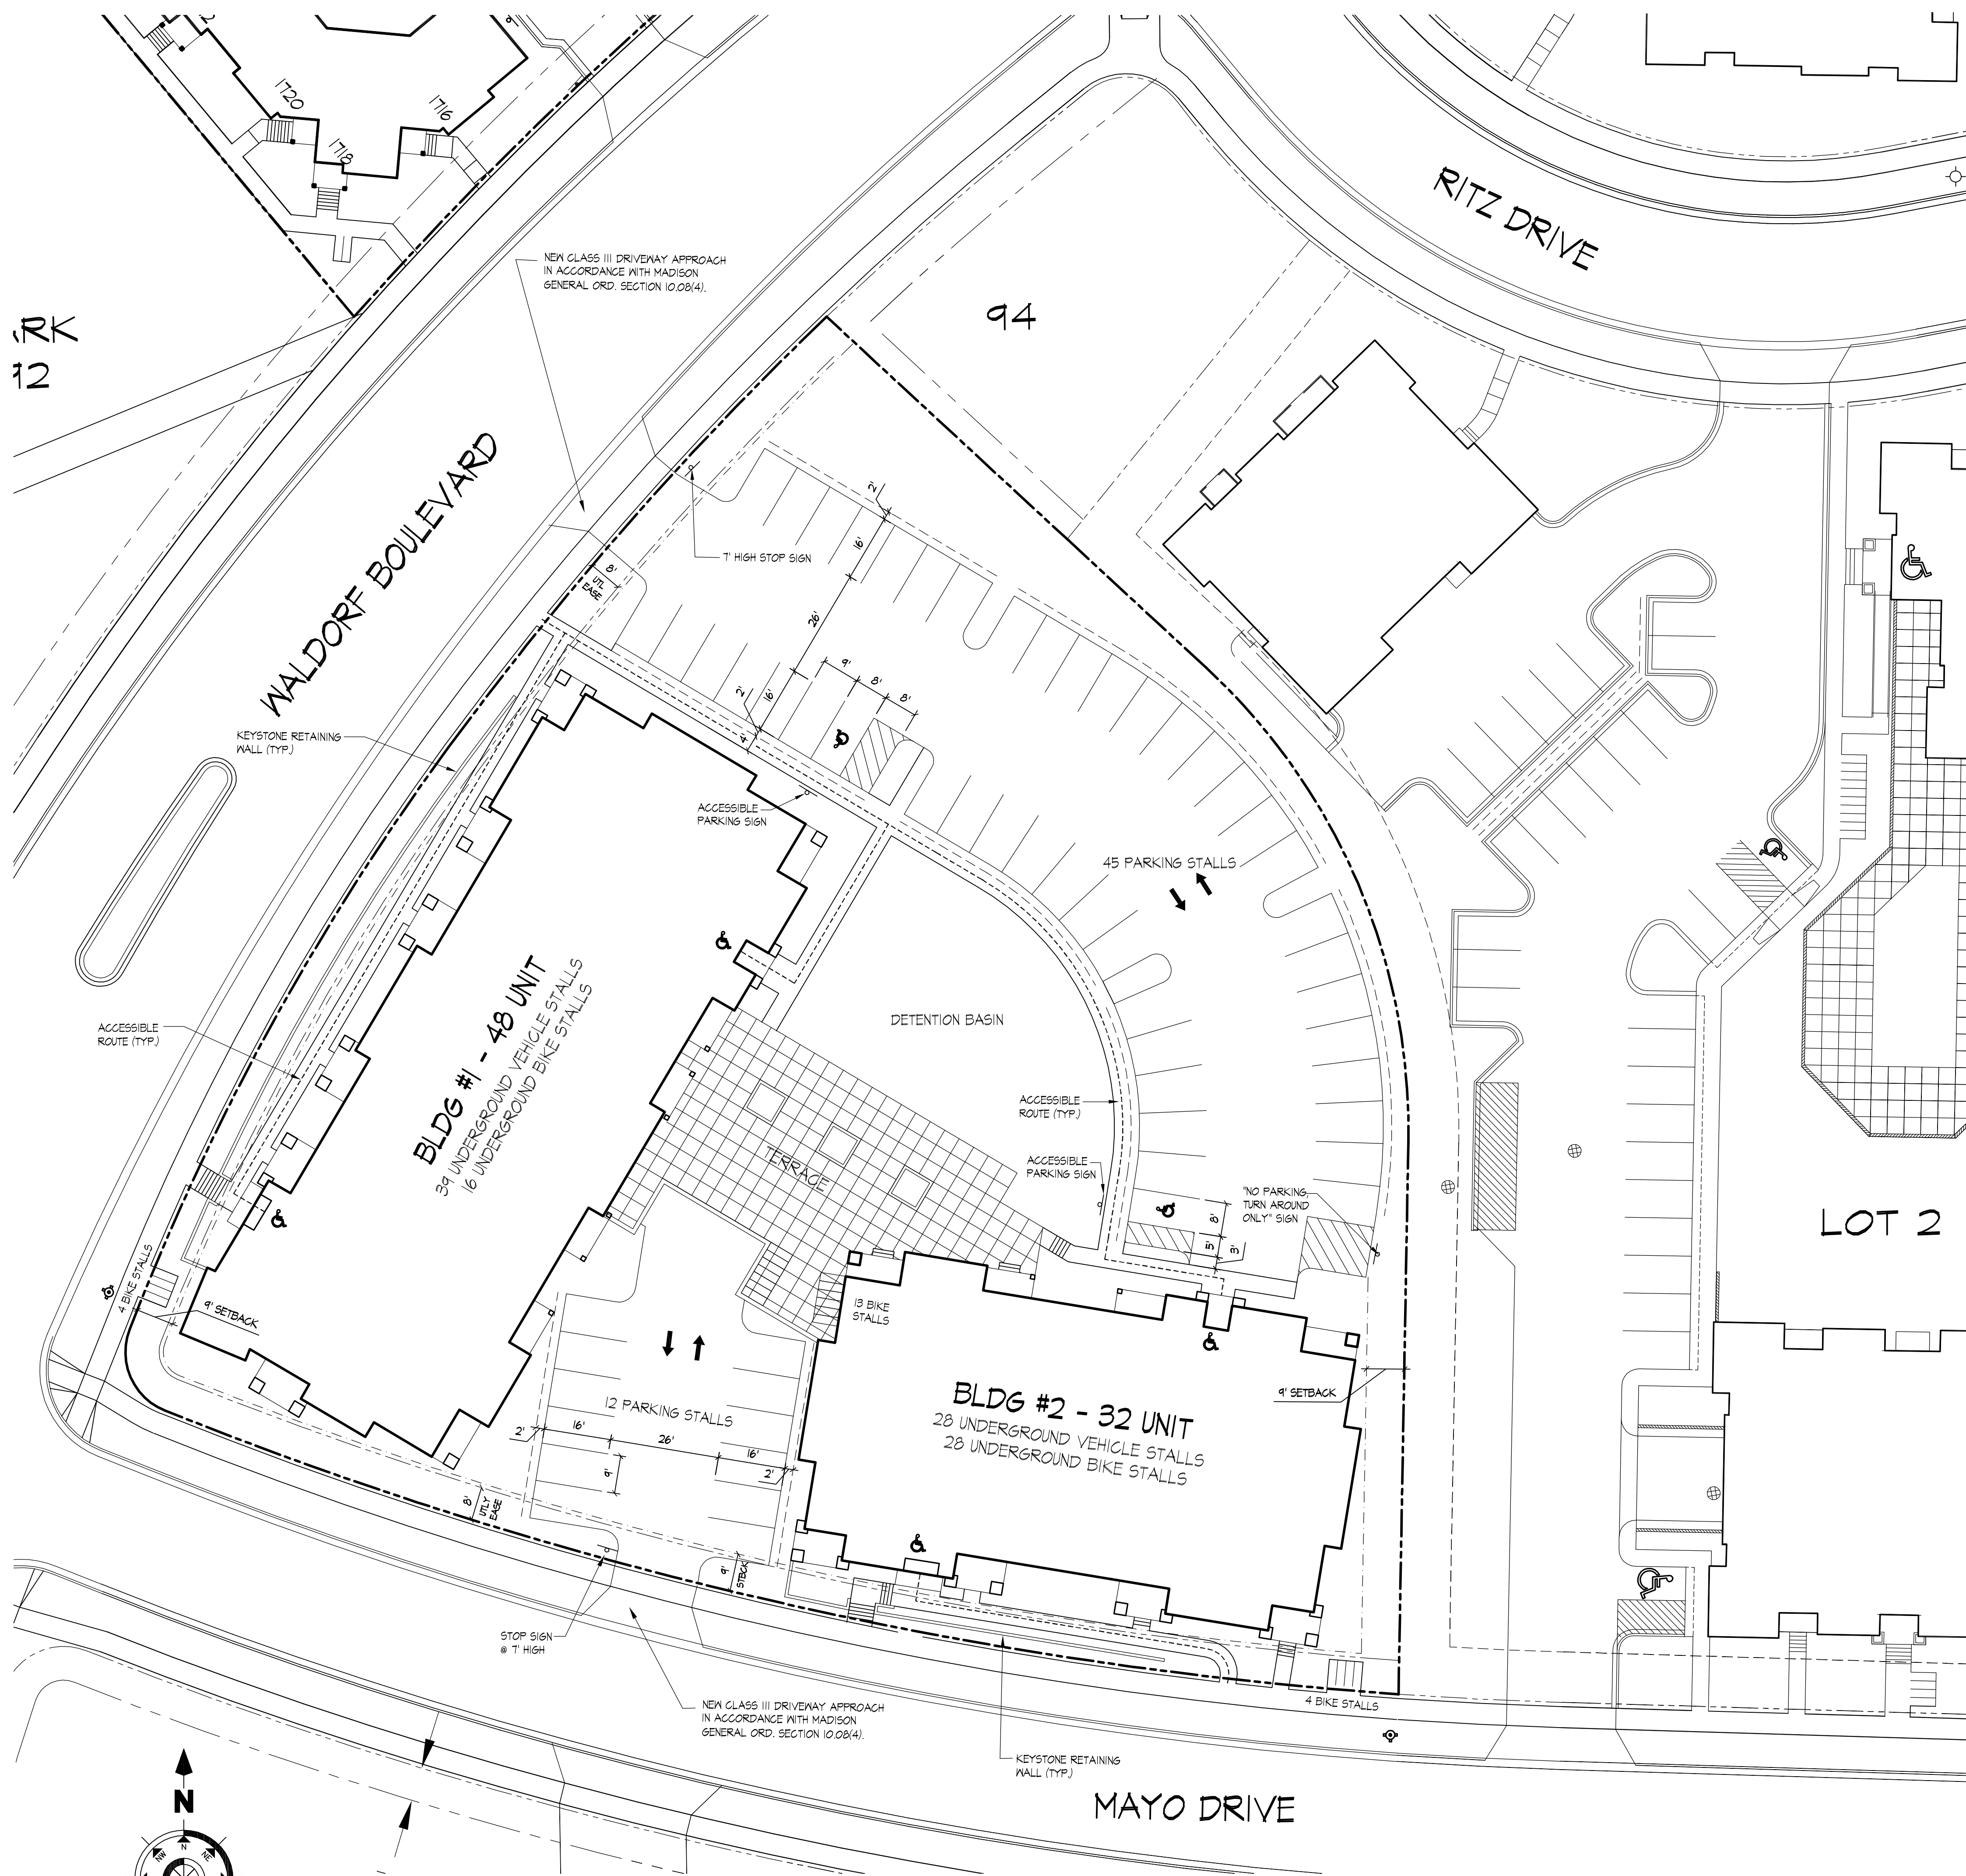 1720
1718
1716
RITZ DRIVE
NEW CLASS III DRIVEWAY APPROACH
IN ACCORDANCE WITH MADISON
GENERAL ORD. SECTION 10.08(4).
94
WALDORF BOULEVARD
2'
16'
7' HIGH STOP SIGN
8'
UTL
EASE
26'
9'
8'
8'
2'
16'
4'
KEYSTONE RETAINING
WALL (TYP.)
ACCESSIBLE
PARKING SIGN
45 PARKING STALLS
BLDG #1 - 48 UNIT
39 UNDERGROUND VEHICLE STALLS
16 UNDERGROUND BIKE STALLS
ACCESSIBLE
ROUTE (TYP.)
DETENTION BASIN
ACCESSIBLE
ROUTE (TYP.)
TERRACE
ACCESSIBLE
PARKING SIGN
"NO PARKING,
TURN AROUND
ONLY" SIGN
8'
5'
3'
LOT 2
4 BIKE STALLS
9' SETBACK
13 BIKE
STALLS
12 PARKING STALLS
2'
16'
26'
16'
2'
9'
BLDG #2 - 32 UNIT
28 UNDERGROUND VEHICLE STALLS
28 UNDERGROUND BIKE STALLS
9' SETBACK
8'
UTLY
EASE
9'
STBCK
STOP SIGN
@ 7' HIGH
4 BIKE STALLS
NEW CLASS III DRIVEWAY APPROACH
IN ACCORDANCE WITH MADISON
GENERAL ORD. SECTION 10.08(4).
KEYSTONE RETAINING
WALL (TYP.)
MAYO DRIVE
N
N
NW
NE